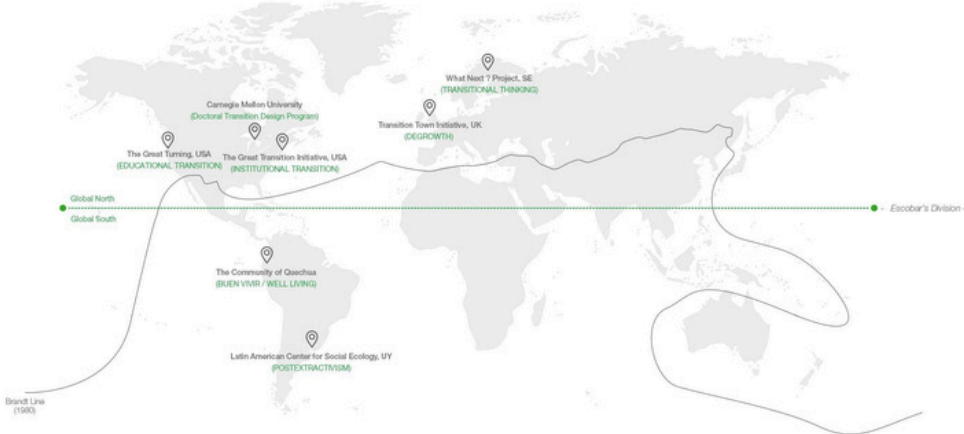 What Next ? Project, SE
(TRANSITIONAL THINKING)
Carnegie Mellon University
(Doctoral Transition Design Program)
Transition Town Initiative, UK
(DEGROWTH)
The Great Turning, USA
(EDUCATIONAL TRANSITION)
The Great Transition Initiative, USA
(INSTITUTIONAL TRANSITION)
Global North
Global South
- Escobar's Division -
The Community of Quechua
(BUEN VIVIR / WELL LIVING)
Latin American Center for Social Ecology, UY
(POSTEXTRACTIVISM)
Brandt Line
(1980)